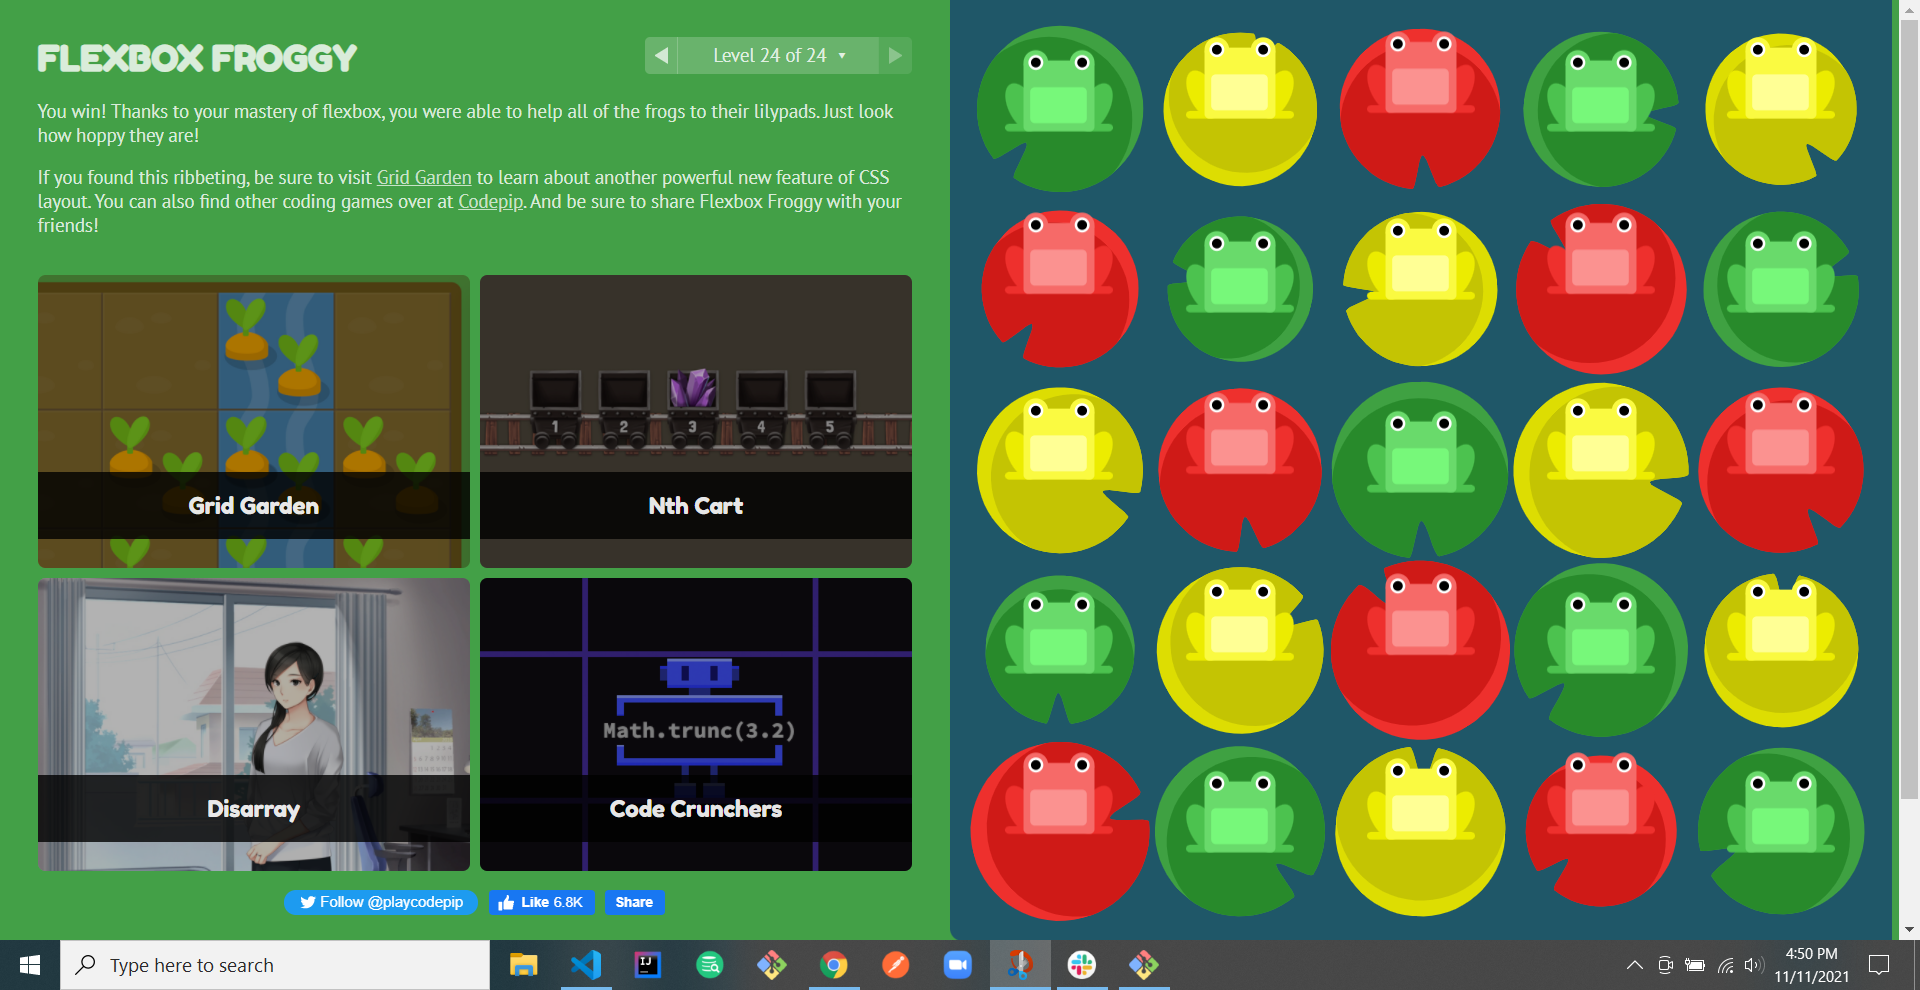 FLEXBOX FROGGY
Level 24 of 24
You win! Thanks to your mastery of flexbox, you were able to help all of the frogs to their lilypads. Just look
how hoppy they are!
If you found this ribbeting, be sure to visit Grid Garden to learn about another powerful new feature of CSS
layout. You can also find other coding games over at Codepip. And be sure to share Flexbox Froggy with your
friends!
1 2 3 4 5
Grid Garden
Nth Cart
Math.trunc(3.2)
Disarray
Code Crunchers
Follow @playcodepip
Like 6.8K
Share
Type here to search
IJ
4:50 PM
11/11/2021